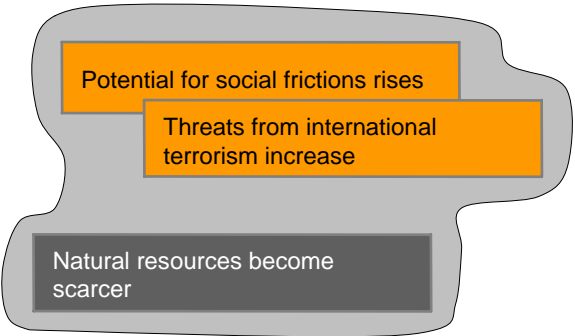 Potential for social frictions rises
Threats from international
terrorism increase
Natural resources become
scarcer